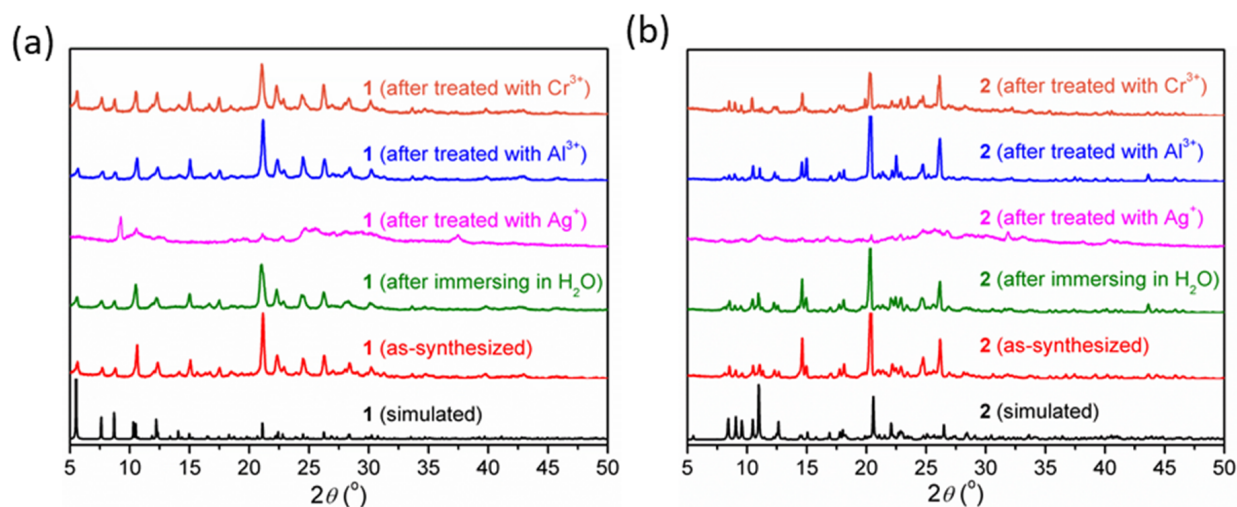 (a)
1 (after treated with Cr³⁺)
1 (after treated with Al³⁺)
1 (after treated with Ag⁺)
1 (after immersing in H₂O)
1 (as-synthesized)
1 (simulated)
5 10 15 20 25 30 35 40 45 50
2θ (°)
(b)
2 (after treated with Cr³⁺)
2 (after treated with Al³⁺)
2 (after treated with Ag⁺)
2 (after immersing in H₂O)
2 (as-synthesized)
2 (simulated)
5 10 15 20 25 30 35 40 45 50
2θ (°)